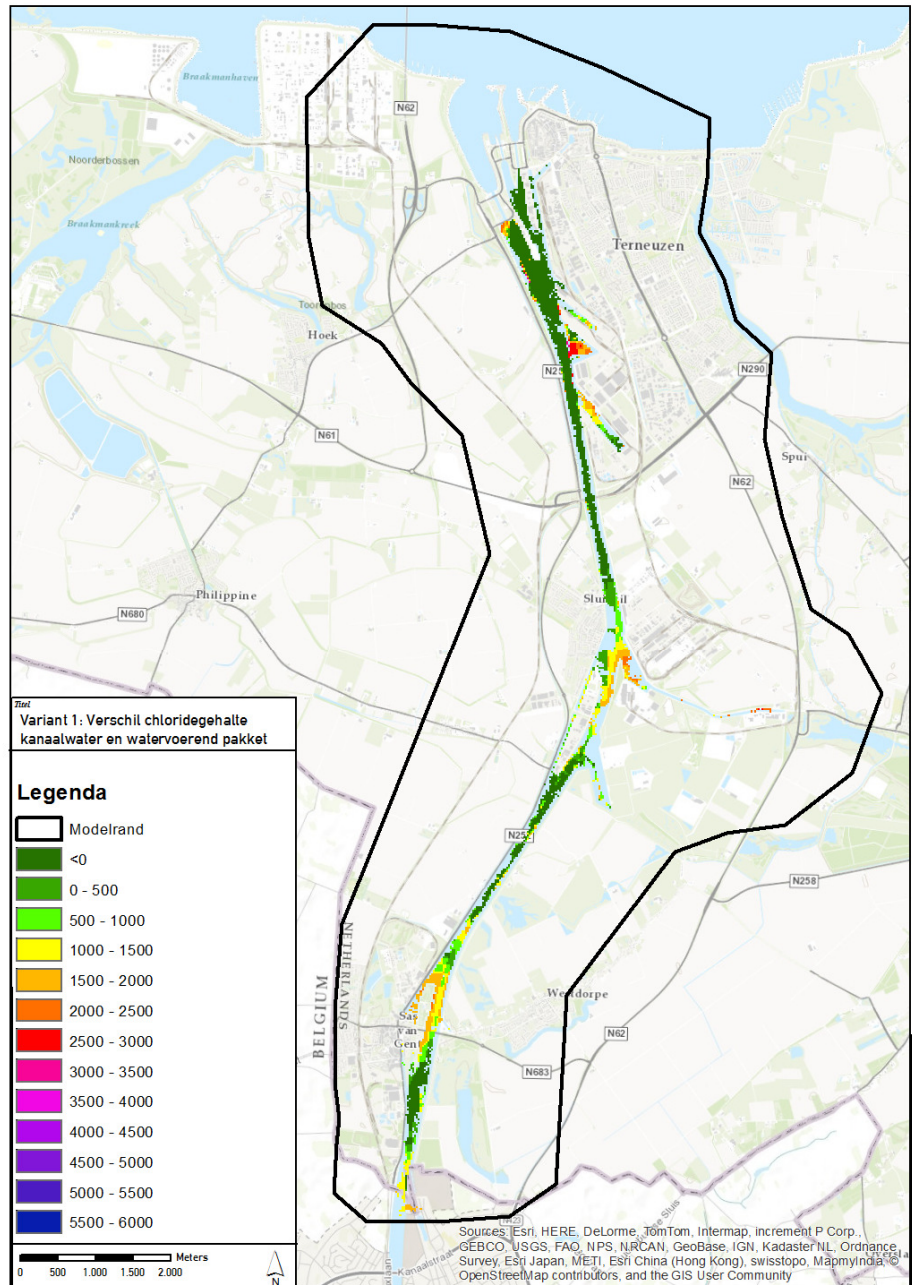 Braakmanhaven
N62
Noorderbossen
Braakmankreek
Terneuzen
Hoek
N290
N61
Spur
N62
Philippine
N680
N258
Sas
van
Gent
N62
N683
NETHERLANDS
BELGIUM
Titel
Variant 1: Verschil chloridegehalte
kanaalwater en watervoerend pakket
Legenda
Modelrand
<0
0 - 500
500 - 1000
1000 - 1500
1500 - 2000
2000 - 2500
2500 - 3000
3000 - 3500
3500 - 4000
4000 - 4500
4500 - 5000
5000 - 5500
5500 - 6000
0 500 1.000 1.500 2.000 Meters
N
Sources: Esri, HERE, DeLorme, TomTom, Intermap, increment P Corp.,
GEBCO, USGS, FAO, NPS, NRCAN, GeoBase, IGN, Kadaster NL, Ordnance
Survey, Esri Japan, METI, Esri China (Hong Kong), swisstopo, MapmyIndia, ©
OpenStreetMap contributors, and the GIS User Community